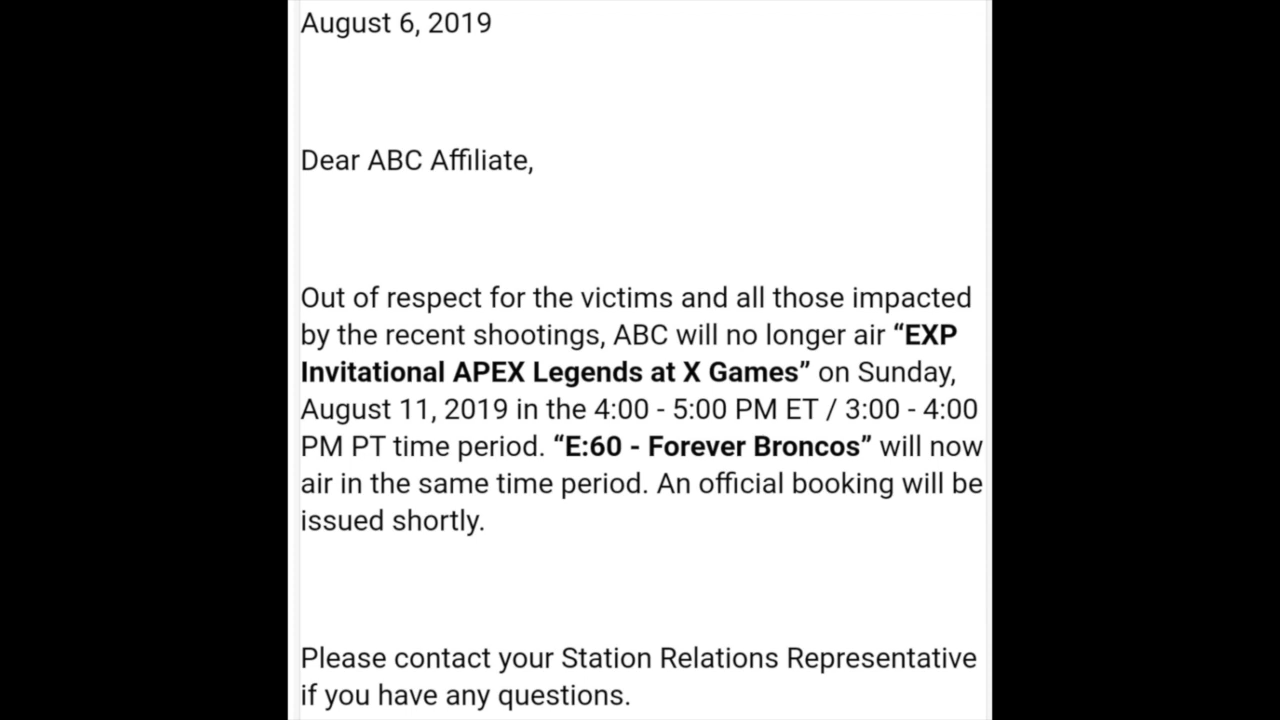 August 6, 2019
Dear ABC Affiliate,
Out of respect for the victims and all those impacted
by the recent shootings, ABC will no longer air “EXP
Invitational APEX Legends at X Games” on Sunday,
August 11, 2019 in the 4:00 - 5:00 PM ET / 3:00 - 4:00
PM PT time period. “E:60 - Forever Broncos” will now
air in the same time period. An official booking will be
issued shortly.
Please contact your Station Relations Representative
if you have any questions.